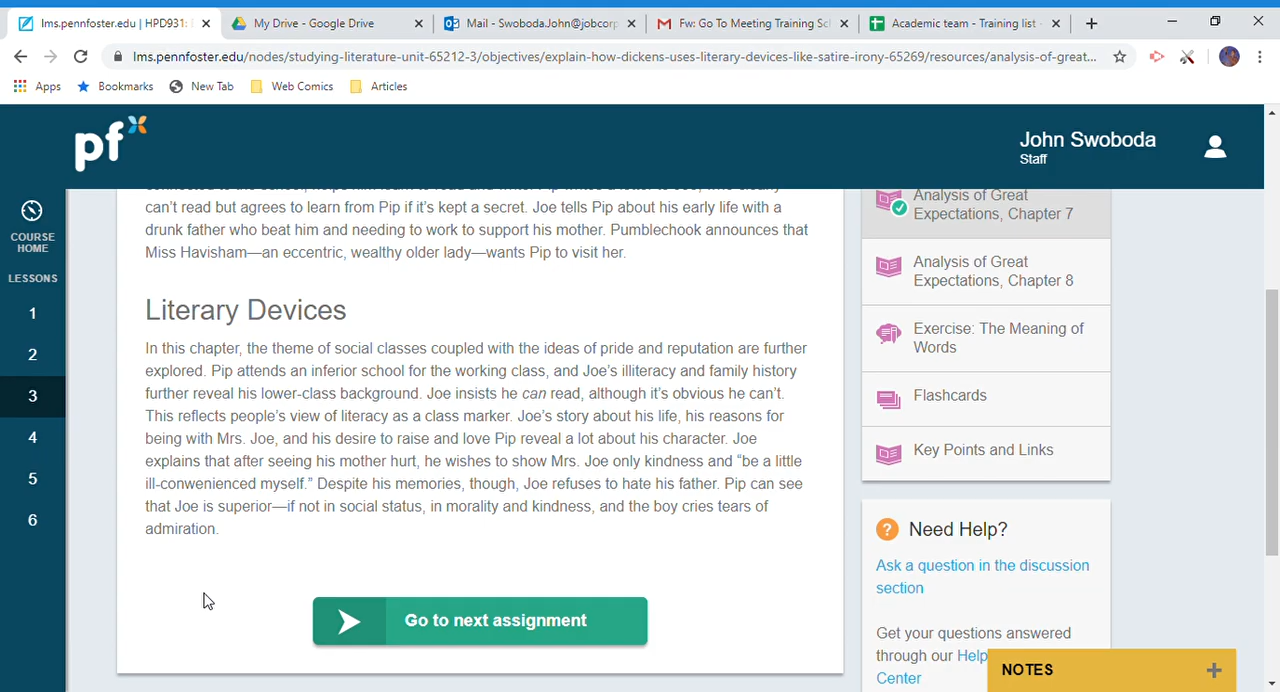 lms.pennfoster.edu | HPD931:
My Drive - Google Drive
Mail - SwobodaJohn@jobcorp
Fw: Go To Meeting Training Sc
Academic team - Training list -
lms.pennfoster.edu/nodes/studying-literature-unit-65212-3/objectives/explain-how-dickens-uses-literary-devices-like-satire-irony-65269/resources/analysis-of-great...
Apps
Bookmarks
New Tab
Web Comics
Articles
pf
John Swoboda
Staff
COURSE
HOME
LESSONS
1
2
3
4
5
6
can't read but agrees to learn from Pip if it's kept a secret. Joe tells Pip about his early life with a
drunk father who beat him and needing to work to support his mother. Pumblechook announces that
Miss Havisham—an eccentric, wealthy older lady—wants Pip to visit her.
Literary Devices
In this chapter, the theme of social classes coupled with the ideas of pride and reputation are further
explored. Pip attends an inferior school for the working class, and Joe's illiteracy and family history
further reveal his lower-class background. Joe insists he can read, although it's obvious he can't.
This reflects people's view of literacy as a class marker. Joe's story about his life, his reasons for
being with Mrs. Joe, and his desire to raise and love Pip reveal a lot about his character. Joe
explains that after seeing his mother hurt, he wishes to show Mrs. Joe only kindness and “be a little
ill-conwenienced myself.” Despite his memories, though, Joe refuses to hate his father. Pip can see
that Joe is superior—if not in social status, in morality and kindness, and the boy cries tears of
admiration.
Go to next assignment
Analysis of Great
Expectations, Chapter 7
Analysis of Great
Expectations, Chapter 8
Exercise: The Meaning of
Words
Flashcards
Key Points and Links
? Need Help?
Ask a question in the discussion
section
Get your questions answered
through our Help
Center
NOTES +